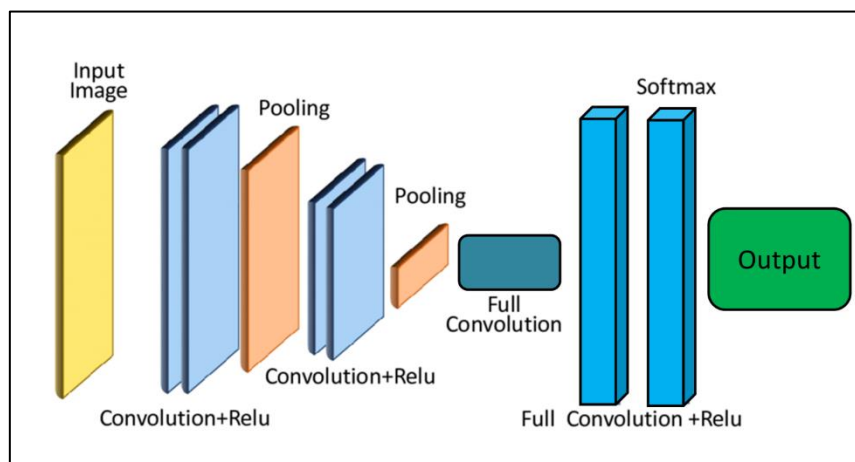 Input
Image
Pooling
Softmax
Pooling
Output
Full
Convolution
Convolution+Relu
Convolution+Relu
Full Convolution +Relu